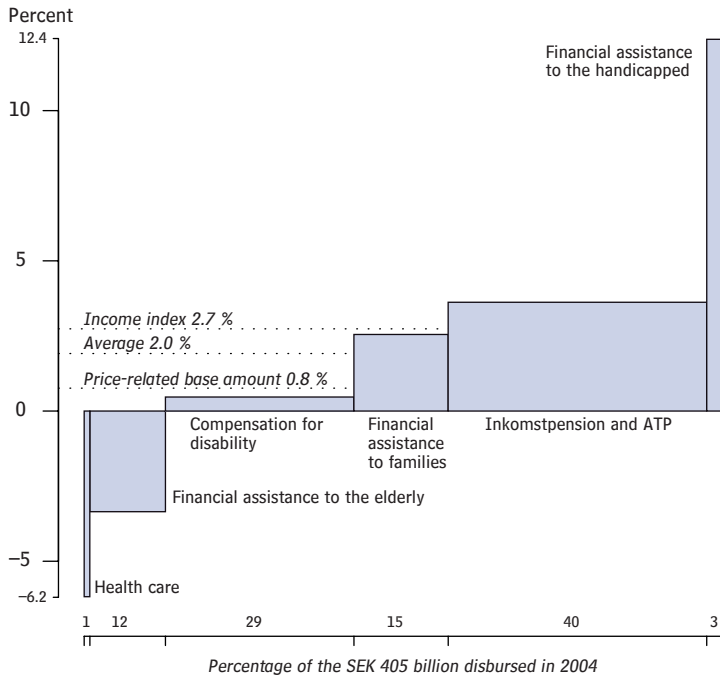 Percent
12.4
Financial assistance
to the handicapped
10
5
Income index 2.7 %
Average 2.0 %
Price-related base amount 0.8 %
0
Compensation for
disability
Financial
assistance
to families
Inkomstpension and ATP
Financial assistance to the elderly
−5
Health care
−6.2
1 12 29 15 40 3
Percentage of the SEK 405 billion disbursed in 2004